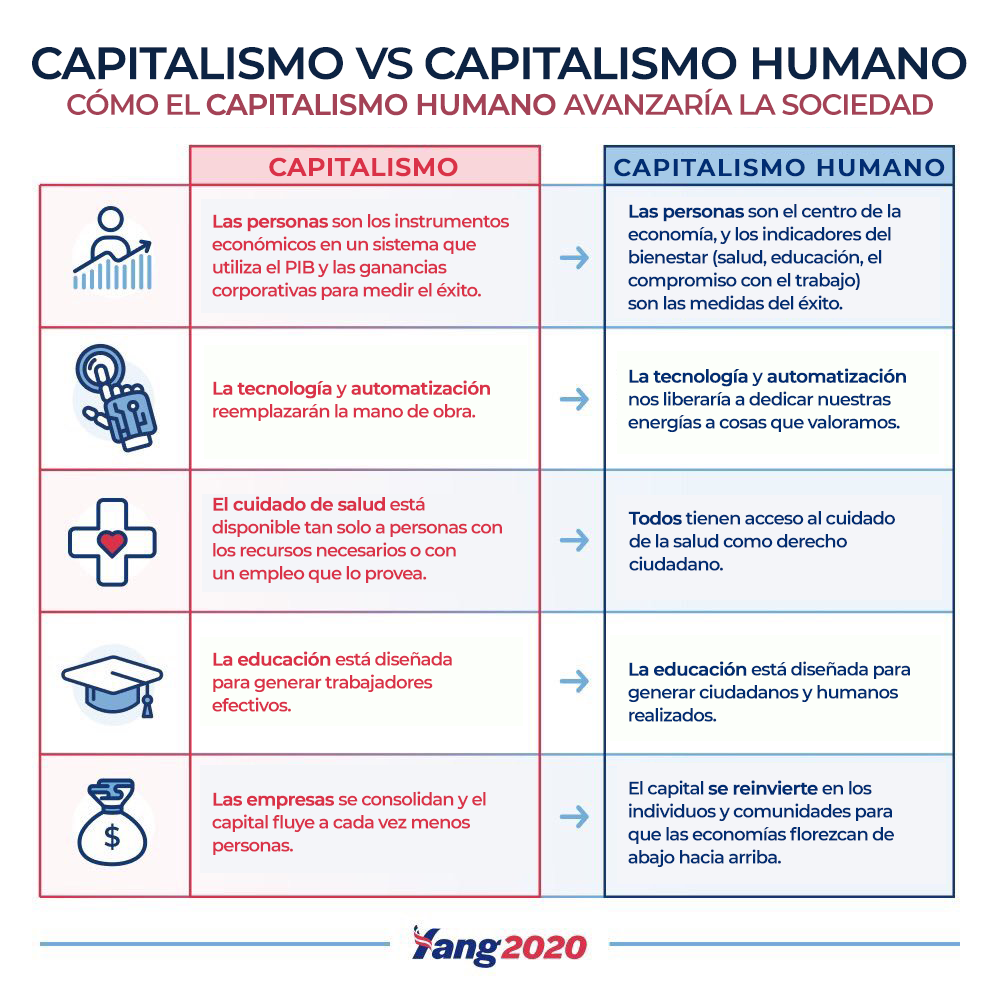 CAPITALISMO VS CAPITALISMO HUMANO
CÓMO EL CAPITALISMO HUMANO AVANZARÍA LA SOCIEDAD
CAPITALISMO
CAPITALISMO HUMANO
Las personas son los instrumentos
económicos en un sistema que
utiliza el PIB y las ganancias
corporativas para medir el éxito.
Las personas son el centro de la
economía, y los indicadores del
bienestar (salud, educación, el
compromiso con el trabajo)
son las medidas del éxito.
La tecnología y automatización
reemplazarán la mano de obra.
La tecnología y automatización
nos liberaría a dedicar nuestras
energías a cosas que valoramos.
El cuidado de salud está
disponible tan solo a personas con
los recursos necesarios o con
un empleo que lo provea.
Todos tienen acceso al cuidado
de la salud como derecho
ciudadano.
La educación está diseñada
para generar trabajadores
efectivos.
La educación está diseñada para
generar ciudadanos y humanos
realizados.
$
Las empresas se consolidan y el
capital fluye a cada vez menos
personas.
El capital se reinvierte en los
individuos y comunidades para
que las economías florezcan de
abajo hacia arriba.
Yang2020